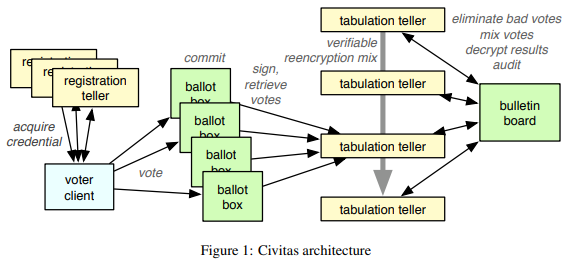 registration
registration
registration
teller
acquire
credential
voter
client
vote
commit
ballot
box
ballot
box
ballot
box
ballot
box
sign,
retrieve
votes
verifiable
reencryption mix
tabulation teller
tabulation teller
tabulation teller
tabulation teller
eliminate bad votes
mix votes
decrypt results
audit
bulletin
board
Figure 1: Civitas architecture